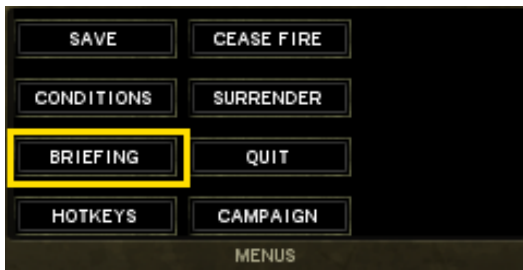 SAVE CEASE FIRE
CONDITIONS SURRENDER
BRIEFING QUIT
HOTKEYS CAMPAIGN
MENUS